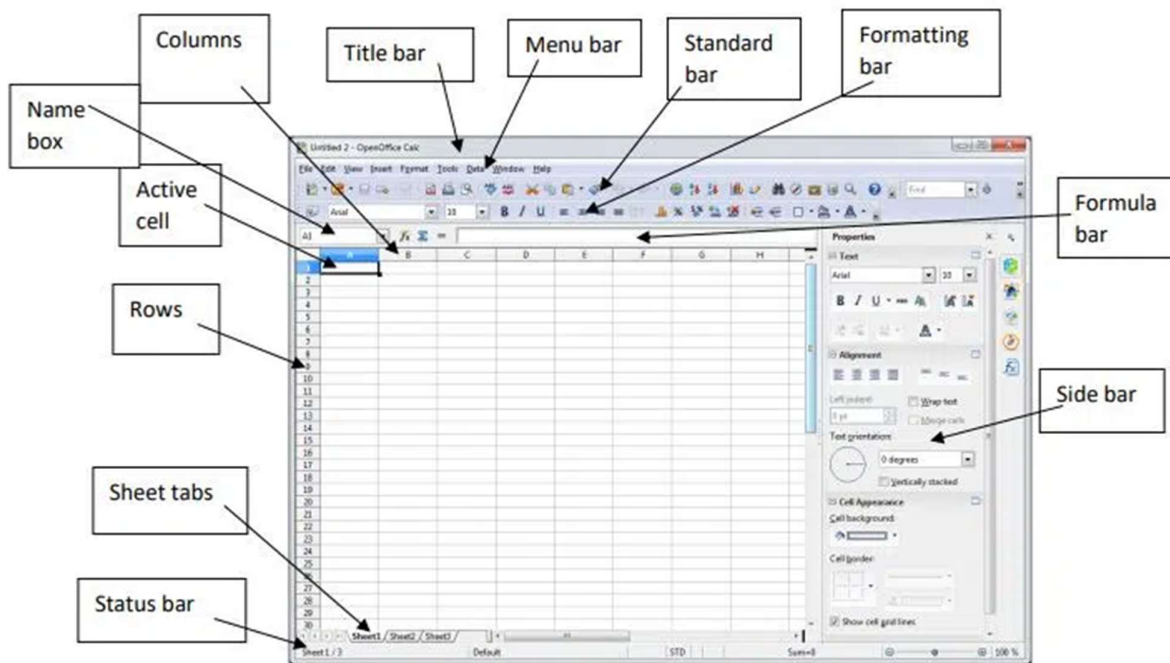 Columns
Title bar
Menu bar
Standard
bar
Formatting
bar
Name
box
Active
cell
Rows
Sheet tabs
Status bar
Formula
bar
Side bar
Untitled 2 - OpenOffice Calc
File Edit View Insert Format Tools Data Window Help
Find
Arial 10 B I U
A1 fx Σ =
A B C D E F G H
1
2
3
4
5
6
7
8
9
10
11
12
13
14
15
16
17
18
19
20
21
22
23
24
25
26
27
28
29
30
Properties
Text
Arial 10
B I U
Alignment
Left indent:
0 pt
Wrap text
Merge cells
Text orientation:
0 degrees
Vertically stacked
Cell Appearance
Cell background:
Cell border:
Show cell grid lines
Sheet1 Sheet2 Sheet3
Sheet 1 / 3 Default STD Sum=0 100 %